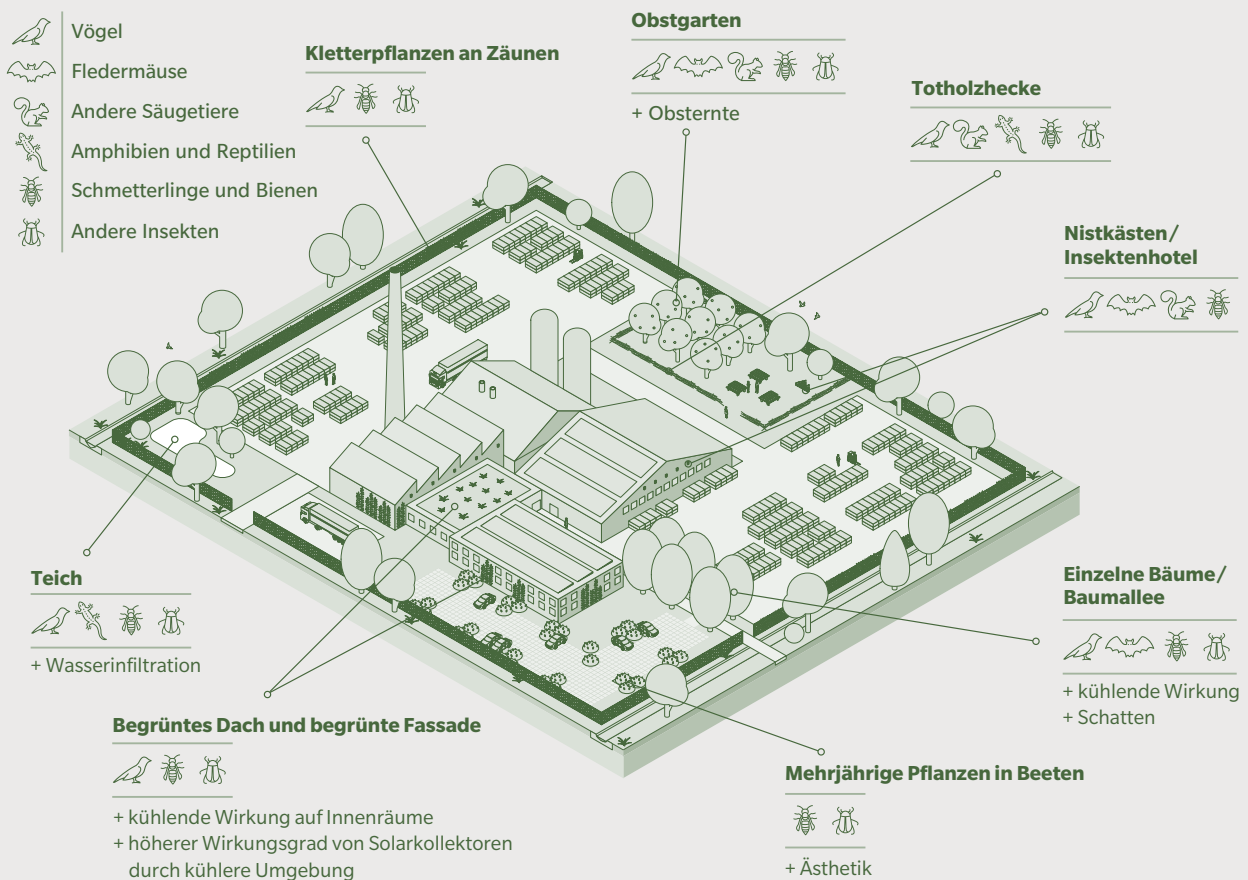 Vögel
Fledermäuse
Andere Säugetiere
Amphibien und Reptilien
Schmetterlinge und Bienen
Andere Insekten
Kletterpflanzen an Zäunen
Obstgarten
+ Obsternte
Totholzhecke
Nistkästen/
Insektenhotel
Teich
+ Wasserinfiltration
Einzelne Bäume/
Baumallee
+ kühlende Wirkung
+ Schatten
Begrüntes Dach und begrünte Fassade
+ kühlende Wirkung auf Innenräume
+ höherer Wirkungsgrad von Solarkollektoren
durch kühlere Umgebung
Mehrjährige Pflanzen in Beeten
+ Ästhetik